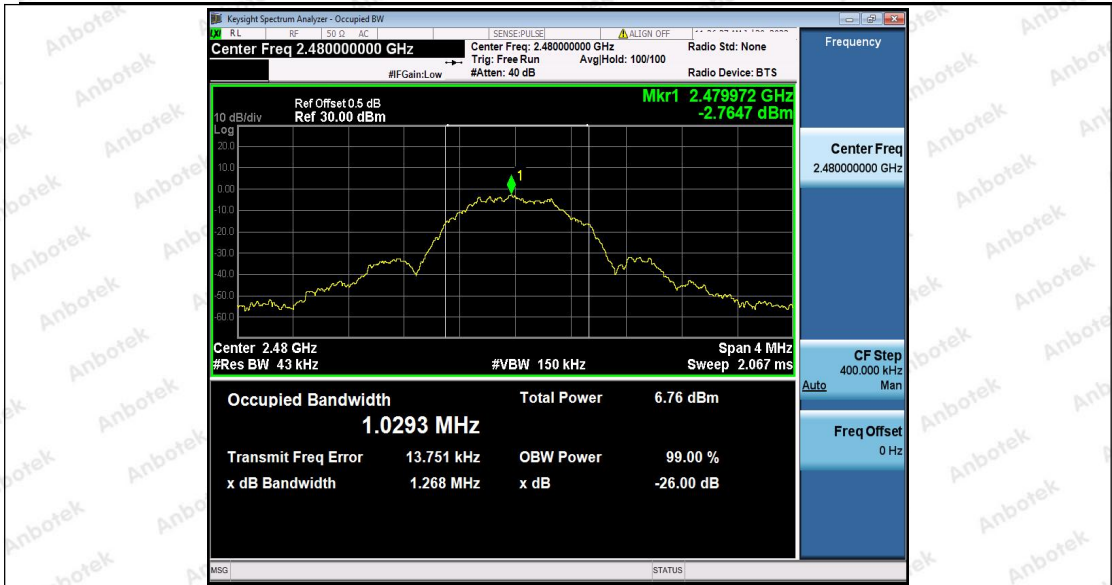 Keysight Spectrum Analyzer - Occupied BW
LXI RL RF 50 Ω AC SENSE:PULSE ALIGN OFF
Center Freq 2.480000000 GHz
Center Freq: 2.480000000 GHz
Radio Std: None
Trig: Free Run
Avg|Hold: 100/100
#IFGain:Low
#Atten: 40 dB
Radio Device: BTS
Frequency
Mkr1 2.479972 GHz
-2.7647 dBm
Ref Offset 0.5 dB
10 dB/div
Ref 30.00 dBm
Log
20.0
10.0
0.00
-10.0
-20.0
-30.0
-40.0
-50.0
-60.0
1
Center 2.48 GHz
Span 4 MHz
#Res BW 43 kHz
#VBW 150 kHz
Sweep 2.067 ms
Center Freq
2.480000000 GHz
CF Step
400.000 kHz
Auto Man
Freq Offset
0 Hz
Occupied Bandwidth
1.0293 MHz
Total Power 6.76 dBm
Transmit Freq Error 13.751 kHz
OBW Power 99.00 %
x dB Bandwidth 1.268 MHz
x dB -26.00 dB
MSG
STATUS
Anbotek